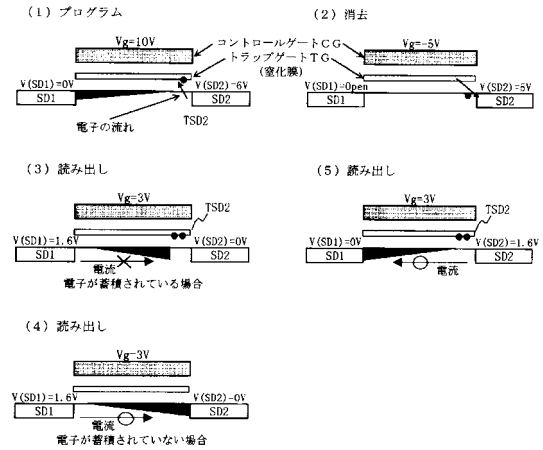 (1) プログラム
Vg=10V
コントロールゲートCG
トラップゲートTG
(窒化膜)
V(SD1)=0V
V(SD2)=6V
SD1
SD2
電子の流れ
TSD2
(2) 消去
Vg=-5V
V(SD1)=Open
V(SD2)=5V
SD1
SD2
(3) 読み出し
Vg=3V
TSD2
V(SD1)=1.6V
V(SD2)=0V
SD1
SD2
電流
電子が蓄積されている場合
(5) 読み出し
Vg=3V
TSD2
V(SD1)=0V
V(SD2)=1.6V
SD1
SD2
電流
(4) 読み出し
Vg=3V
V(SD1)=1.6V
V(SD2)=0V
SD1
SD2
電流
電子が蓄積されていない場合